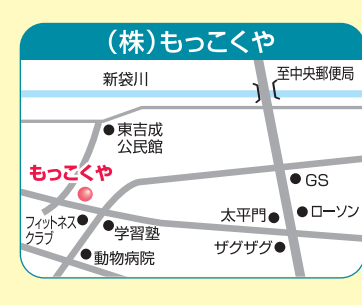 (株)もっこくや
新袋川
至中央郵便局
東吉成
公民館
もっこくや
GS
フィットネス
クラブ
学習塾
太平門
ローソン
ザグザグ
動物病院